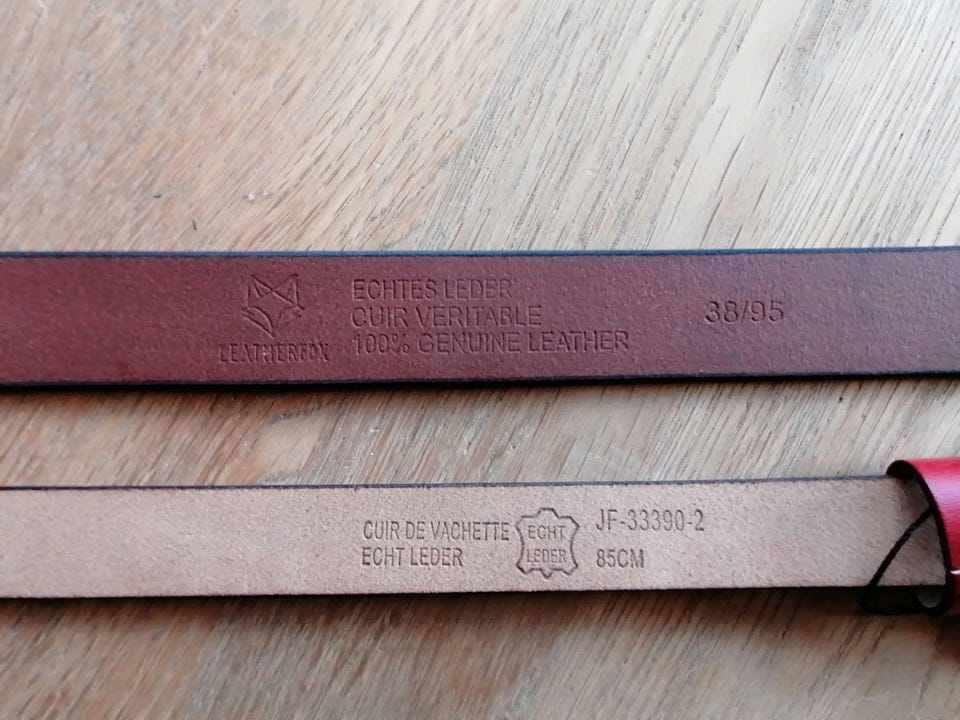 LEATHERFOX
ECHTES LEDER
CUIR VERITABLE
100% GENUINE LEATHER
38/95
CUIR DE VACHETTE
ECHT LEDER
ECHT
LEDER
JF-33390-2
85CM